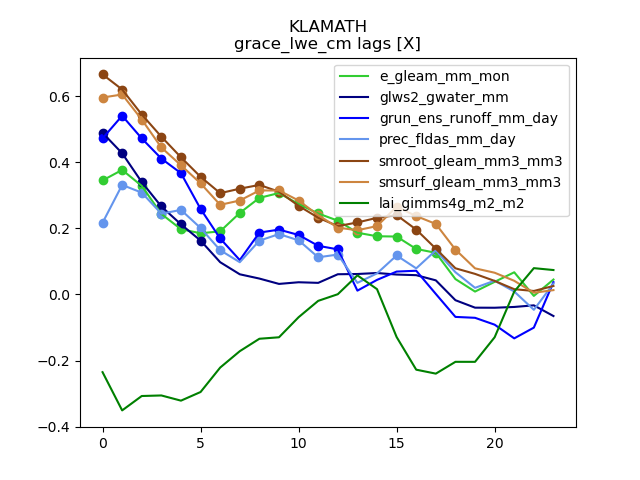 KLAMATH
grace_lwe_cm lags [X]
e_gleam_mm_mon
glws2_gwater_mm
grun_ens_runoff_mm_day
prec_fldas_mm_day
smroot_gleam_mm3_mm3
smsurf_gleam_mm3_mm3
lai_gimms4g_m2_m2
0.6
0.4
0.2
0.0
−0.2
−0.4
0 5 10 15 20